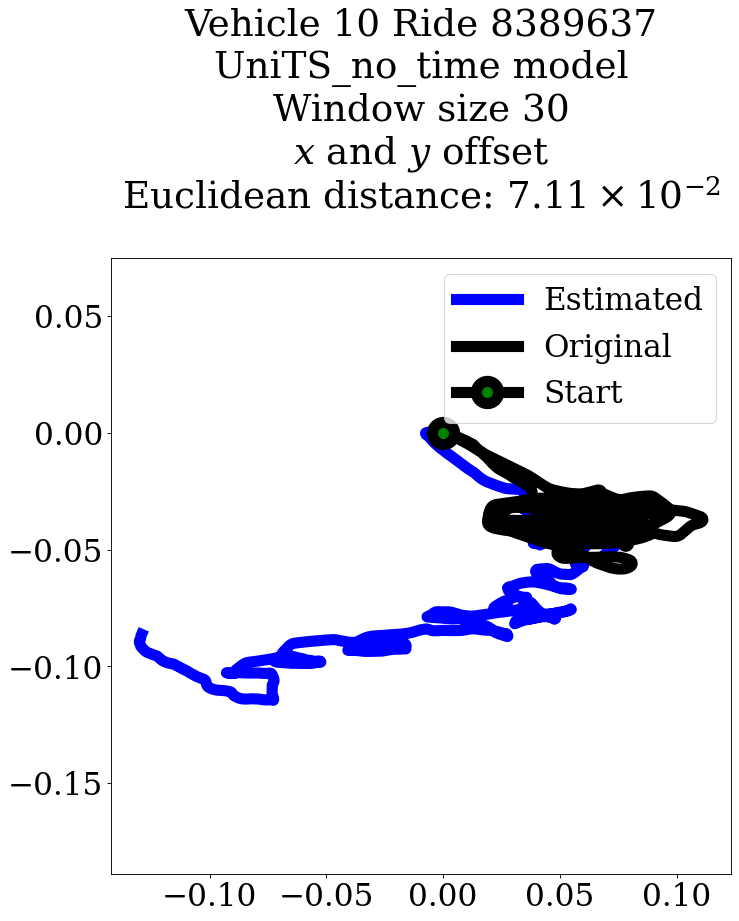 Vehicle 10 Ride 8389637
UniTS_no_time model
Window size 30
x and y offset
Euclidean distance: 7.11 × 10⁻²
Estimated
Original
Start
0.05
0.00
−0.05
−0.10
−0.15
−0.10 −0.05 0.00 0.05 0.10